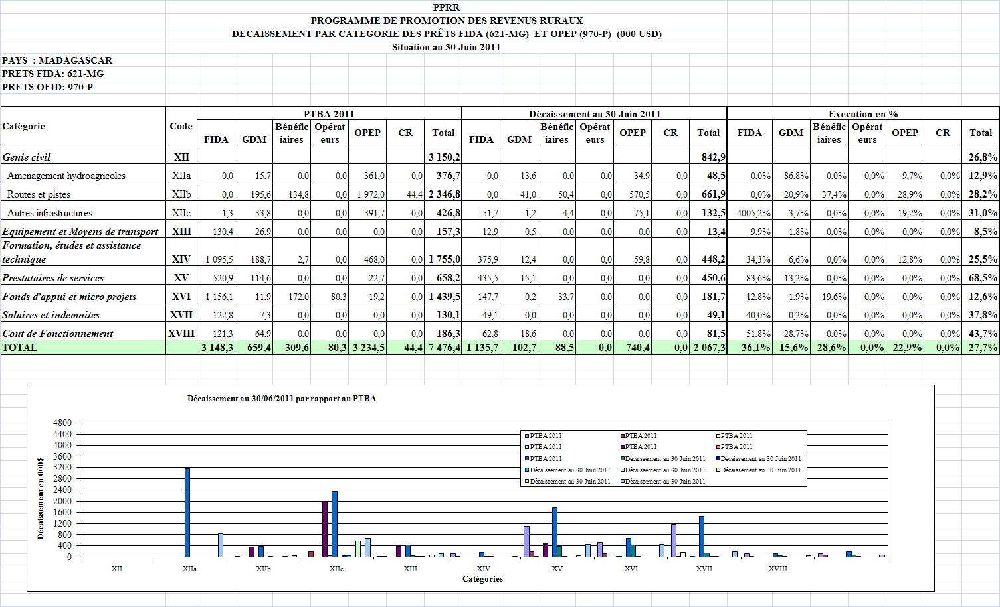 PPRR
PROGRAMME DE PROMOTION DES REVENUS RURAUX
DECAISSEMENT PAR CATEGORIE DES PRÊTS FIDA (621-MG) ET OPEP (970-P) (000 USD)
Situation au 30 Juin 2011
PAYS : MADAGASCAR
PRETS FIDA: 621-MG
PRETS OFID: 970-P
Catégorie Code PTBA 2011 Décaissement au 30 Juin 2011 Execution en %
FIDA GDM Bénéficiaires Opérateurs OPEP CR Total FIDA GDM Bénéficiaires Opérateurs OPEP CR Total FIDA GDM Bénéficiaires Opérateurs OPEP CR Total
Genie civil XII 3 150,2 842,9 26,8%
Amenagement hydroagricoles XIIa 0,0 15,7 0,0 0,0 361,0 0,0 376,7 0,0 13,6 0,0 0,0 34,9 0,0 48,5 0,0% 86,8% 0,0% 0,0% 9,7% 0,0% 12,9%
Routes et pistes XIIb 0,0 195,6 134,8 0,0 1 972,0 44,4 2 346,8 0,0 41,0 50,4 0,0 570,5 0,0 661,9 0,0% 20,9% 37,4% 0,0% 28,9% 0,0% 28,2%
Autres infrastructures XIIc 1,3 33,8 0,0 0,0 391,7 0,0 426,8 51,7 1,2 4,4 0,0 75,1 0,0 132,5 4005,2% 3,7% 0,0% 0,0% 19,2% 0,0% 31,0%
Equipement et Moyens de transport XIII 130,4 26,9 0,0 0,0 0,0 0,0 157,3 12,9 0,5 0,0 0,0 0,0 0,0 13,4 9,9% 1,8% 0,0% 0,0% 0,0% 0,0% 8,5%
Formation, études et assistance
technique XIV 1 095,5 188,7 2,7 0,0 468,0 0,0 1 755,0 375,9 12,4 0,0 0,0 59,8 0,0 448,2 34,3% 6,6% 0,0% 0,0% 12,8% 0,0% 25,5%
Prestataires de services XV 520,9 114,6 0,0 0,0 22,7 0,0 658,2 435,5 15,1 0,0 0,0 0,0 0,0 450,6 83,6% 13,2% 0,0% 0,0% 0,0% 0,0% 68,5%
Fonds d'appui et micro projets XVI 1 156,1 11,9 172,0 80,3 19,2 0,0 1 439,5 147,7 0,2 33,7 0,0 0,0 0,0 181,7 12,8% 1,9% 19,6% 0,0% 0,0% 0,0% 12,6%
Salaires et indemnites XVII 122,8 7,3 0,0 0,0 0,0 0,0 130,1 49,1 0,0 0,0 0,0 0,0 0,0 49,1 40,0% 0,2% 0,0% 0,0% 0,0% 0,0% 37,8%
Cout de Fonctionnement XVIII 121,3 64,9 0,0 0,0 0,0 0,0 186,3 62,8 18,6 0,0 0,0 0,0 0,0 81,5 51,8% 28,7% 0,0% 0,0% 0,0% 0,0% 43,7%
TOTAL 3 148,3 659,4 309,6 80,3 3 234,5 44,4 7 476,4 1 135,7 102,7 88,5 0,0 740,4 0,0 2 067,3 36,1% 15,6% 28,6% 0,0% 22,9% 0,0% 27,7%
Décaissement au 30/06/2011 par rapport au PTBA
Décaissement en 000$
4800
4400
4000
3600
3200
2800
2400
2000
1600
1200
800
400
0
PTBA 2011 PTBA 2011 PTBA 2011
PTBA 2011 PTBA 2011 PTBA 2011
PTBA 2011 Décaissement au 30 Juin 2011 Décaissement au 30 Juin 2011
Décaissement au 30 Juin 2011 Décaissement au 30 Juin 2011 Décaissement au 30 Juin 2011
Décaissement au 30 Juin 2011 Décaissement au 30 Juin 2011
XII XIIa XIIb XIIc XIII XIV XV XVI XVII XVIII
Catégories